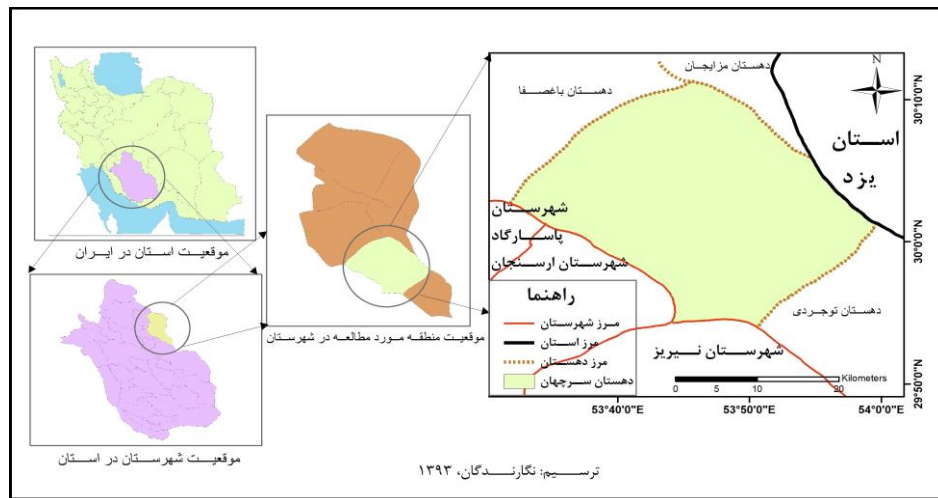 موقعیت استان در ایران
موقعیت شهرستان در استان
موقعیت منطقه مورد مطالعه در شهرستان
دهستان مزایجان
دهستان باغصفا
N
استان
یزد
شهرستان
پاسارگاد
شهرستان ارسنجان
دهستان توجردی
شهرستان نیریز
راهنما
مرز شهرستان
مرز استان
مرز دهستان
دهستان سرچهان
Kilometers
0 5 10 20
53°40'0"E 53°50'0"E 54°0'0"E
30°10'0"N
30°0'0"N
29°50'0"N
ترسیم: نگارندگان، ۱۳۹۳